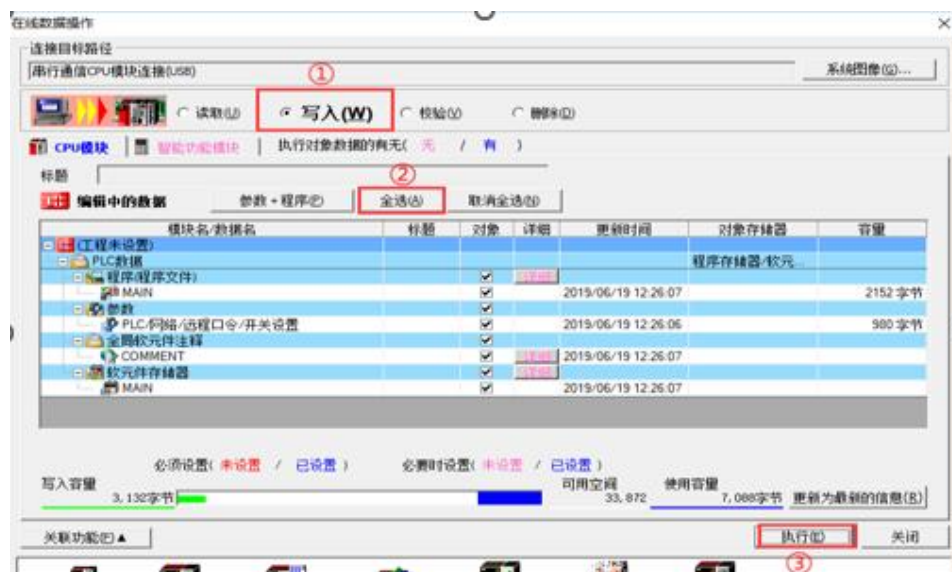 在线数据操作
连接目标路径
串行通信CPU模块连接(USB)
系统图像(G)...
①
读取(U) 写入(W) 校验(V) 删除(D)
CPU模块 智能功能模块 执行对象数据的有无( 无 / 有 )
标题
②
编辑中的数据 参数+程序(P) 全选(A) 取消全选(N)
模块名/数据名 标题 对象 详细 更新时间 对象存储器 容量
(工程未设置)
PLC数据 程序存储器/软元...
程序(程序文件) 详细
MAIN 2019/06/19 12:26:07 2152 字节
参数
PLC/网络/远程口令/开关设置 2019/06/19 12:26:06 980 字节
全局软元件注释
COMMENT 详细 2019/06/19 12:26:07
软元件存储器 详细
MAIN 2019/06/19 12:26:07
必须设置( 未设置 / 已设置 ) 必要时设置( 未设置 / 已设置 )
写入容量 可用空间 使用容量
3,132字节 33,872 7,088字节 更新为最新的信息(R)
关联功能(F)▲ 执行(E) 关闭
③